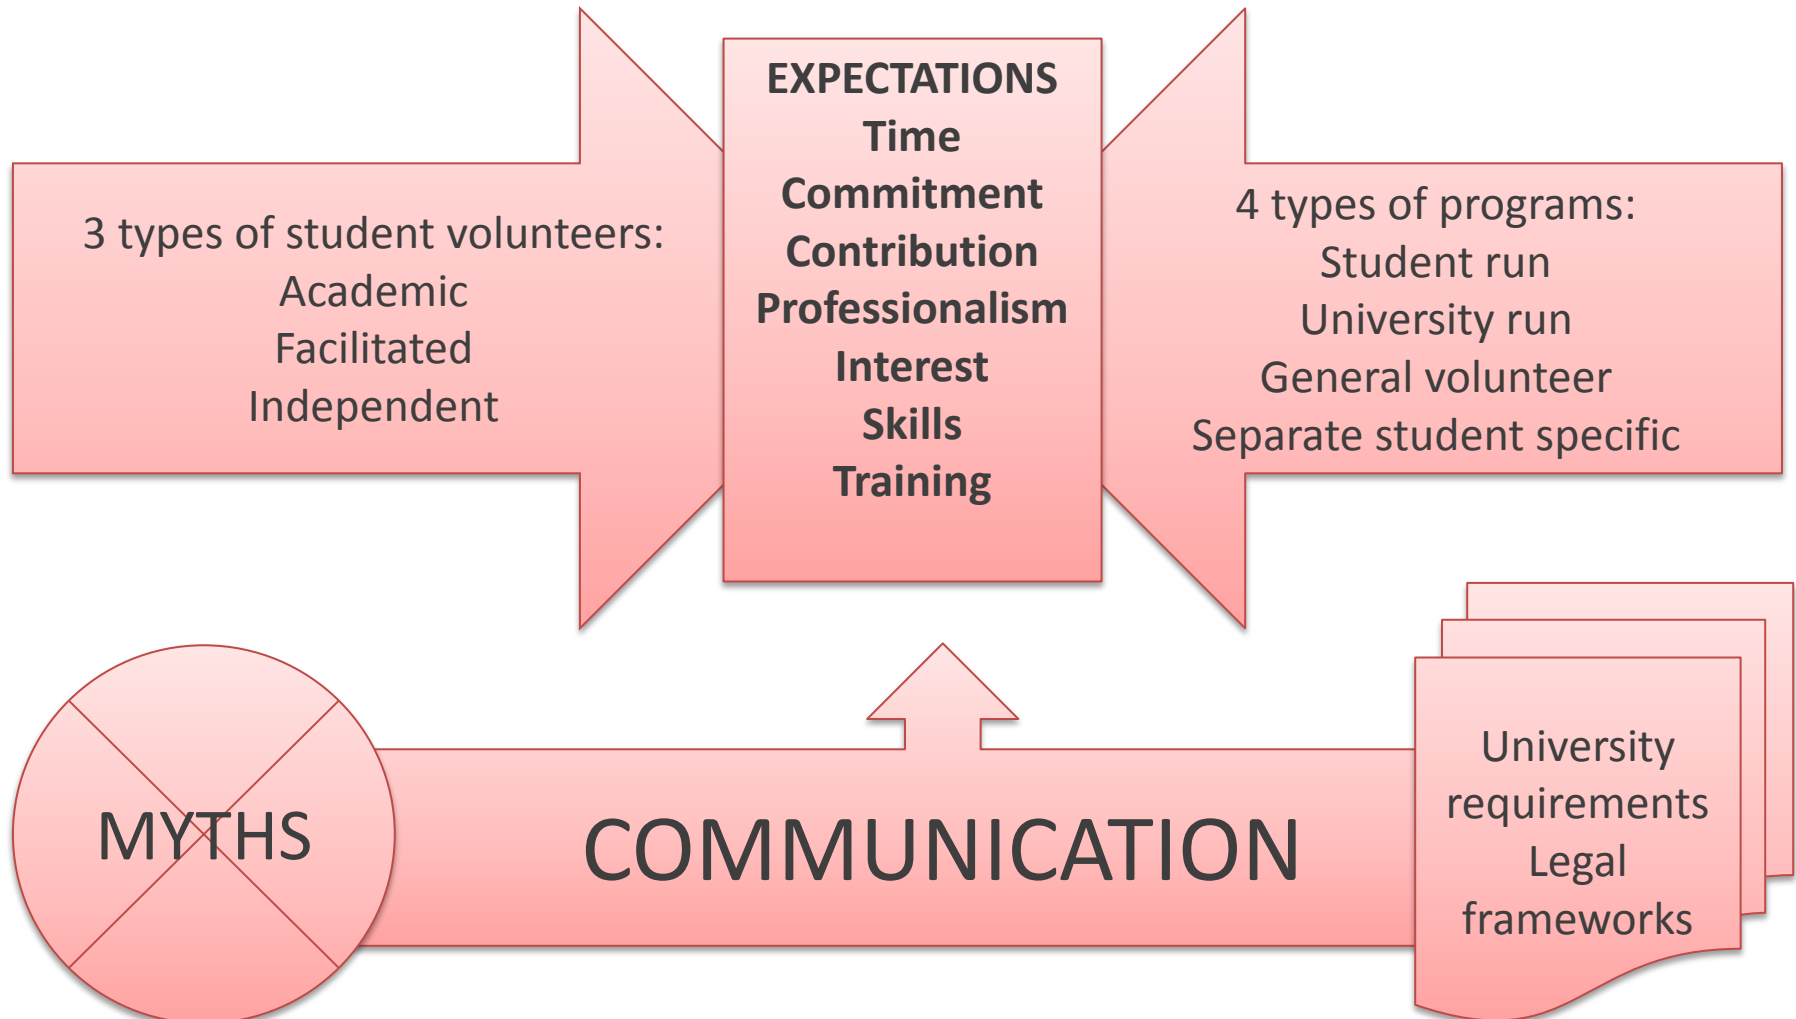 3 types of student volunteers:
Academic
Facilitated
Independent
EXPECTATIONS
Time
Commitment
Contribution
Professionalism
Interest
Skills
Training
4 types of programs:
Student run
University run
General volunteer
Separate student specific
MYTHS
COMMUNICATION
University
requirements
Legal
frameworks